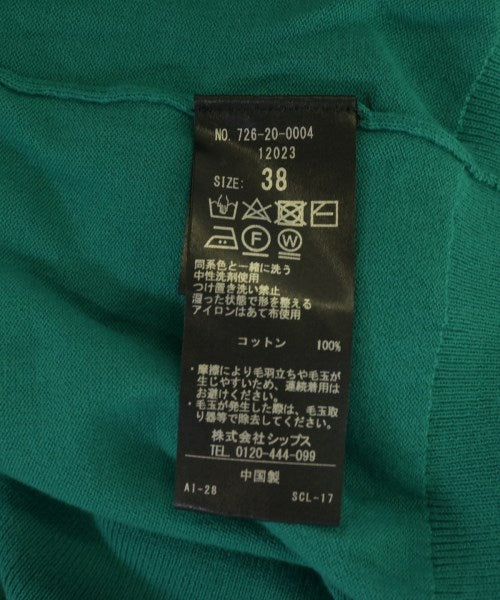 NO. 726-20-0004
12023
SIZE: 38
F W
同系色と一緒に洗う
中性洗剤使用
つけ置き洗い禁止
湿った状態で形を整える
アイロンはあて布使用
コットン 100%
・摩擦により毛羽立ちや毛玉が
生じやすいため、連続着用は
お避けください。
・毛玉が発生した際は、毛玉取
り器等で除去してください。
株式会社シップス
TEL 0120-444-099
中国製
AI-28 SCL-17